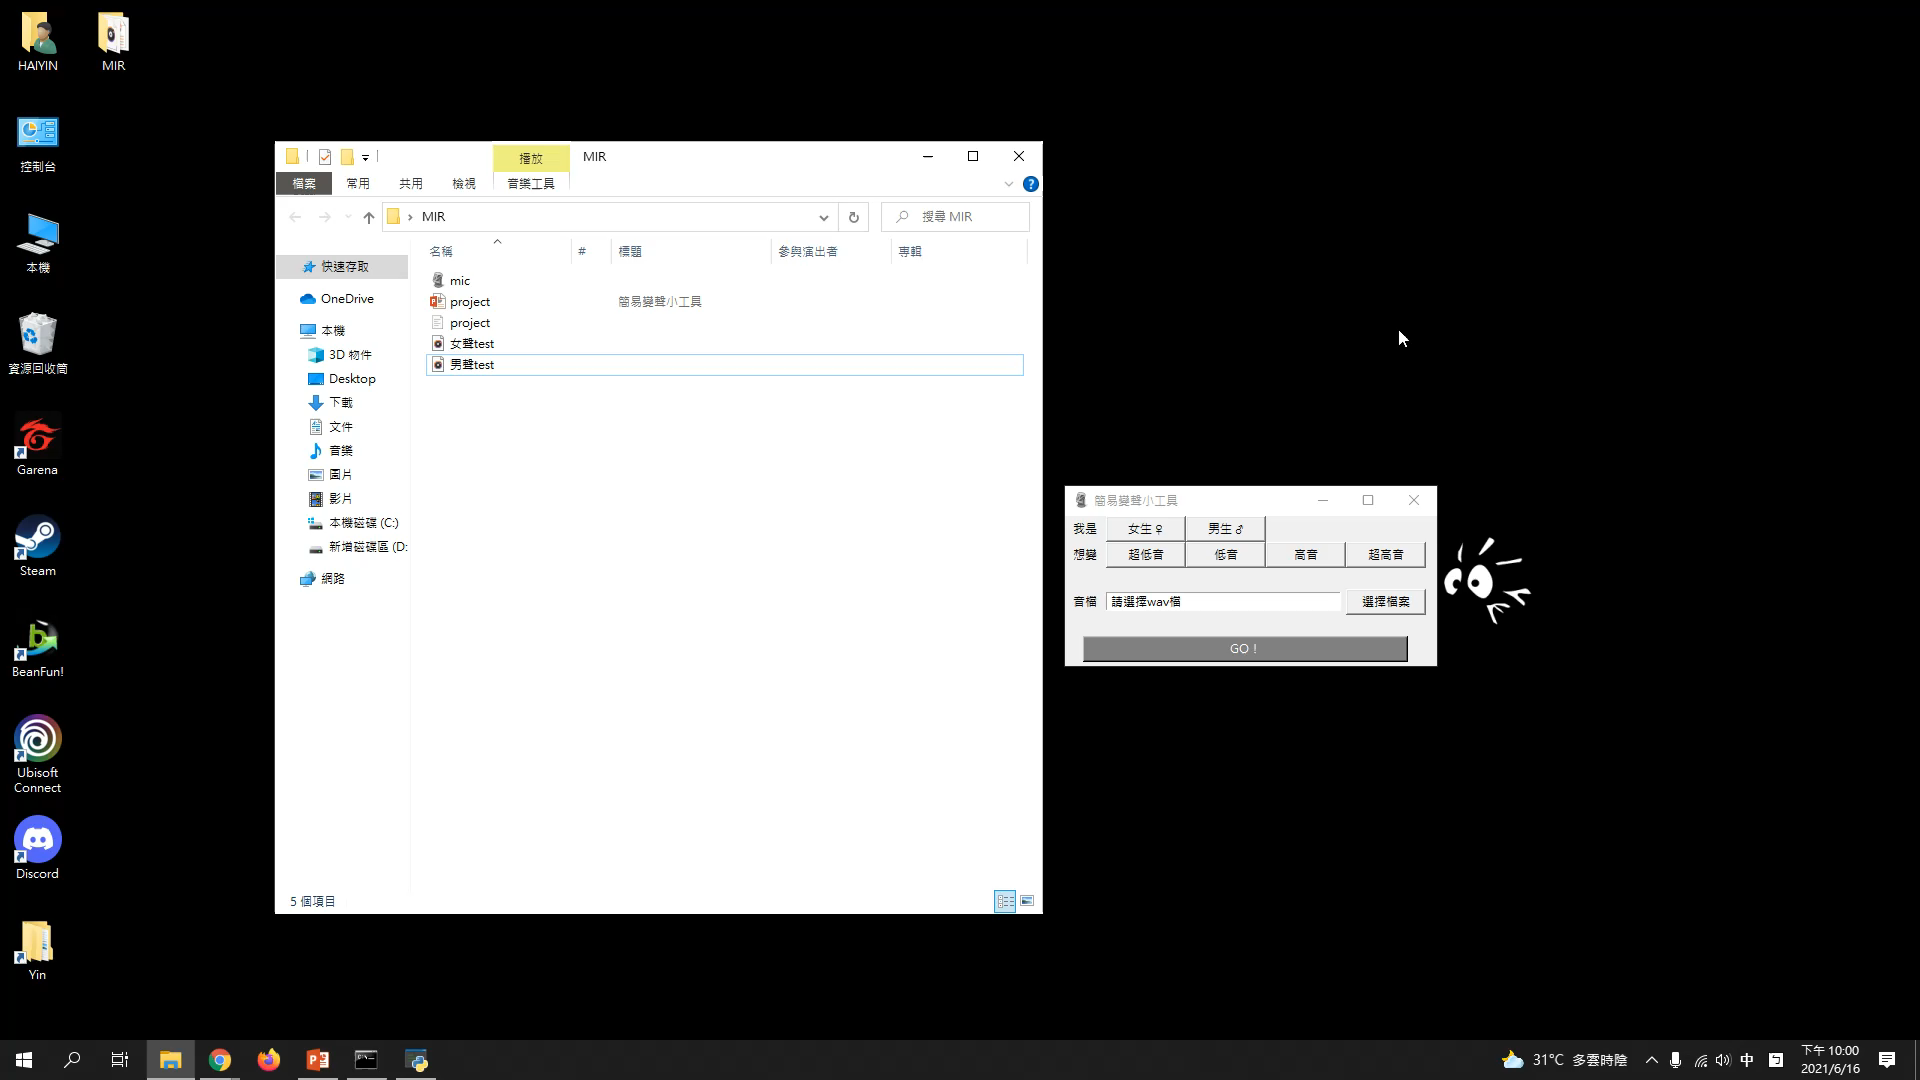 HAIYIN
MIR
控制台
本機
資源回收筒
Garena
Steam
BeanFun!
Ubisoft
Connect
Discord
Yin
播放
MIR
檔案
常用
共用
檢視
音樂工具
MIR
搜尋 MIR
名稱
#
標題
參與演出者
專輯
快速存取
OneDrive
本機
3D 物件
Desktop
下載
文件
音樂
圖片
影片
本機磁碟 (C:)
新增磁碟區 (D:
網路
mic
project 簡易變聲小工具
project
女聲test
男聲test
5 個項目
簡易變聲小工具
我是 女生♀ 男生♂
想變 超低音 低音 高音 超高音
音檔 請選擇wav檔 選擇檔案
GO !
31°C 多雲時陰
中
下午 10:00
2021/6/16